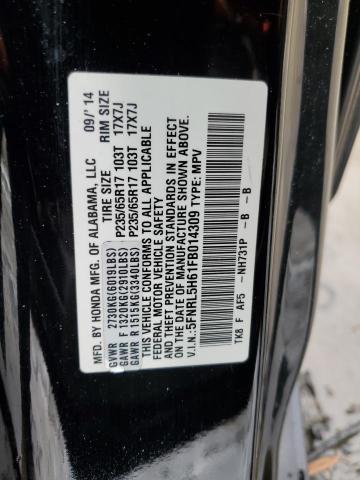 MFD. BY HONDA MFG. OF ALABAMA, LLC 09/'14
TIRE SIZE RIM SIZE
GVWR 2730KG(6019LBS)
GAWR F 1320KG(2910LBS) P235/65R17 103T 17X7J
GAWR R 1515KG(3340LBS) P235/65R17 103T 17X7J
THIS VEHICLE CONFORMS TO ALL APPLICABLE
FEDERAL MOTOR VEHICLE SAFETY
AND THEFT PREVENTION STANDARDS IN EFFECT
ON THE DATE OF MANUFACTURE SHOWN ABOVE.
V.I.N.: 5FNRL5H61FB014309 TYPE: MPV
TK8 F AF5 -NH731P -B -B